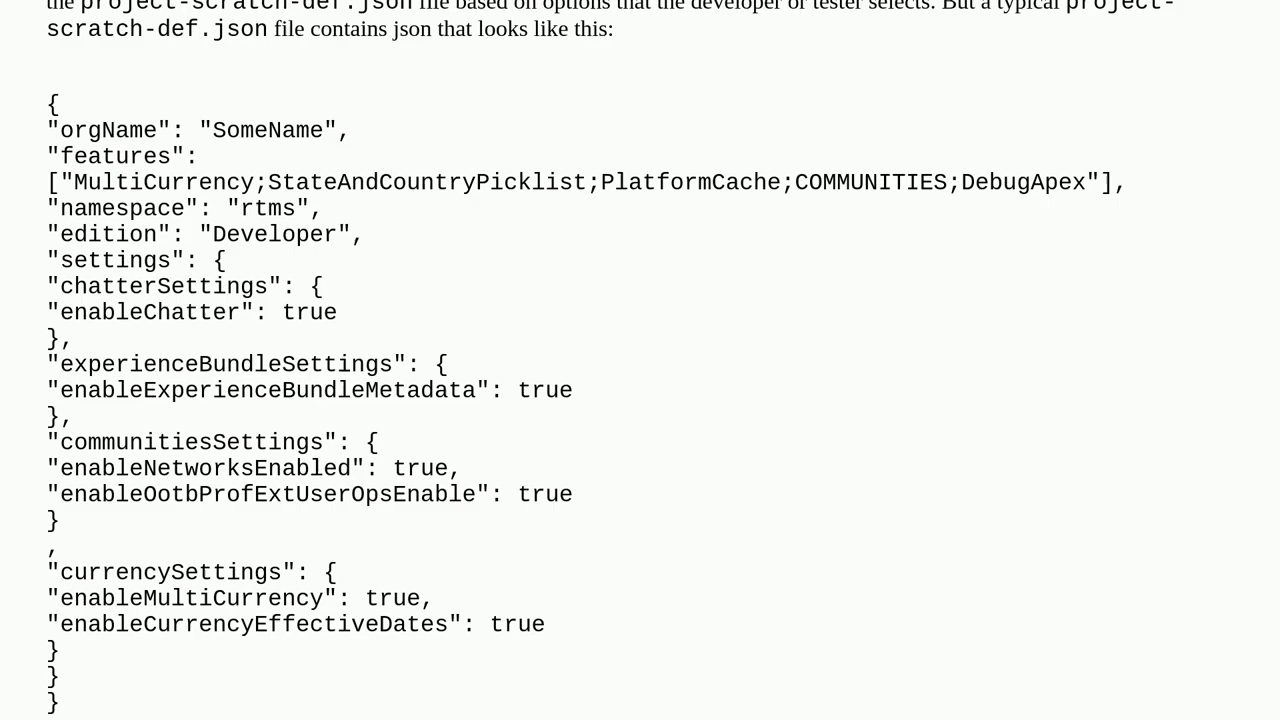 the project-scratch-def.json file based on options that the developer or tester selects. But a typical project-
scratch-def.json file contains json that looks like this:
{
"orgName": "SomeName",
"features":
["MultiCurrency;StateAndCountryPicklist;PlatformCache;COMMUNITIES;DebugApex"],
"namespace": "rtms",
"edition": "Developer",
"settings": {
"chatterSettings": {
"enableChatter": true
},
"experienceBundleSettings": {
"enableExperienceBundleMetadata": true
},
"communitiesSettings": {
"enableNetworksEnabled": true,
"enableOotbProfExtUserOpsEnable": true
}
,
"currencySettings": {
"enableMultiCurrency": true,
"enableCurrencyEffectiveDates": true
}
}
}